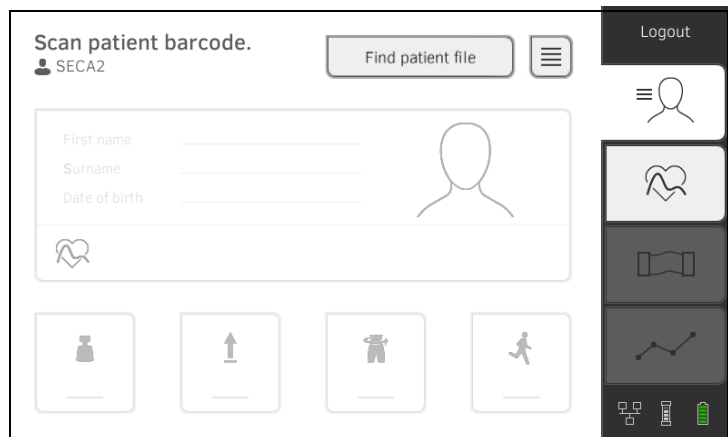 Scan patient barcode.
SECA2
Find patient file
First name
Surname
Date of birth
Logout